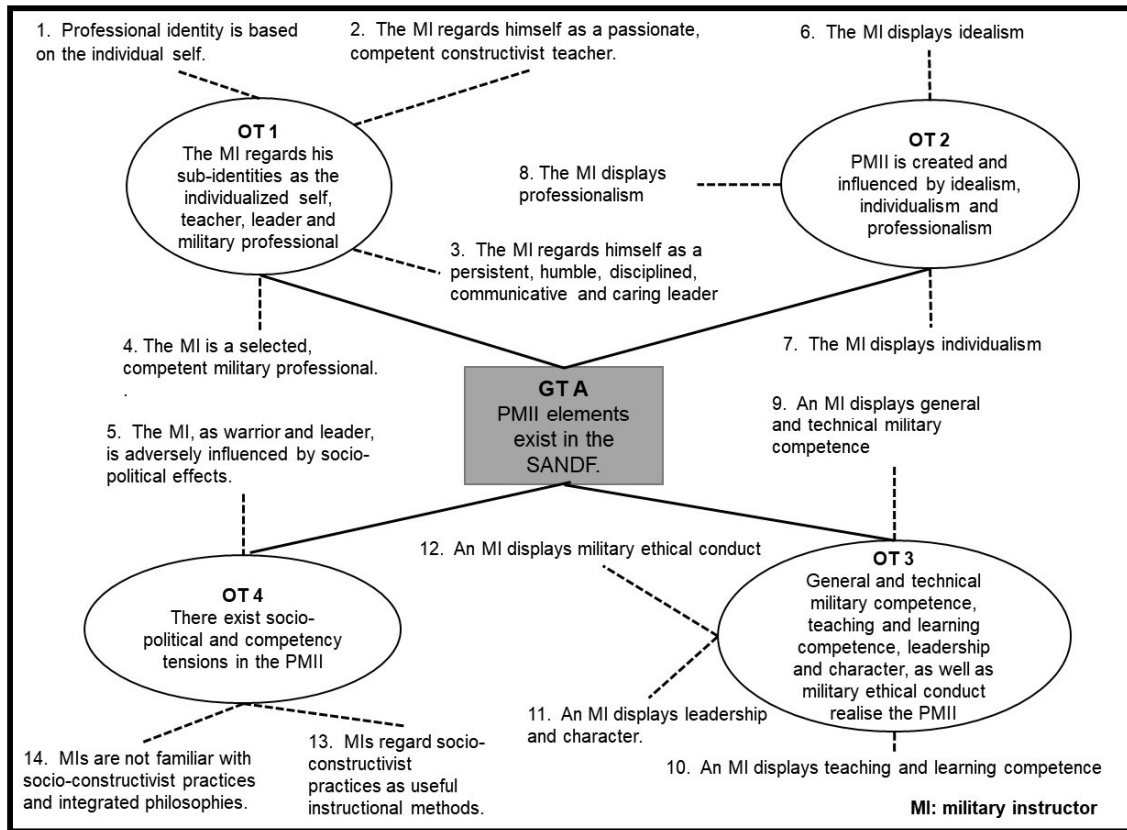 1. Professional identity is based
on the individual self.
2. The MI regards himself as a passionate,
competent constructivist teacher.
6. The MI displays idealism
OT 1
The MI regards his
sub-identities as the
individualized self,
teacher, leader and
military professional
OT 2
PMII is created and
influenced by idealism,
individualism and
professionalism
8. The MI displays
professionalism
3. The MI regards himself as a
persistent, humble, disciplined,
communicative and caring leader
4. The MI is a selected,
competent military professional.
.
7. The MI displays individualism
GT A
PMII elements
exist in the
SANDF.
5. The MI, as warrior and leader,
is adversely influenced by socio-
political effects.
9. An MI displays general
and technical military
competence
12. An MI displays military ethical conduct
OT 4
There exist socio-
political and competency
tensions in the PMII
OT 3
General and technical
military competence,
teaching and learning
competence, leadership
and character, as well as
military ethical conduct
realise the PMII
11. An MI displays leadership
and character.
14. MIs are not familiar with
socio-constructivist practices
and integrated philosophies.
13. MIs regard socio-
constructivist
practices as useful
instructional methods.
10. An MI displays teaching and learning competence
MI: military instructor